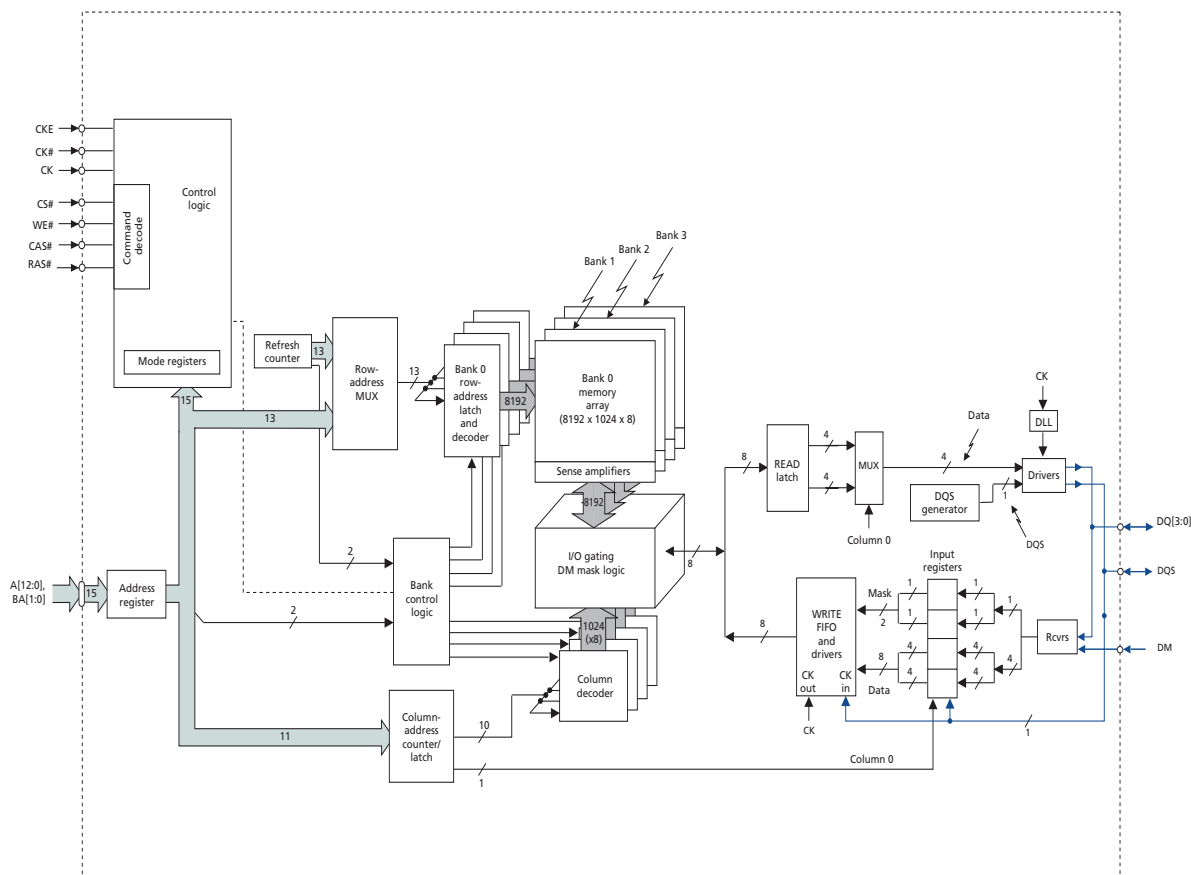 CKE
CK#
CK
CS#
WE#
CAS#
RAS#
Control
logic
Command
decode
Mode registers
15
Refresh
counter
13
13
Row-
address
MUX
13
Bank 0
row-
address
latch
and
decoder
8192
Bank 1
Bank 2
Bank 3
Bank 0
memory
array
(8192 x 1024 x 8)
Sense amplifiers
8192
I/O gating
DM mask logic
8
8
READ
latch
4
4
MUX
Column 0
4
Data
CK
DLL
Drivers
DQS
generator
1
DQS
DQ[3:0]
DQS
DM
A[12:0],
BA[1:0]
15
Address
register
2
2
Bank
control
logic
1024
(x8)
Column
decoder
11
Column-
address
counter/
latch
10
1
Column 0
8
WRITE
FIFO
and
drivers
CK
out
CK
in
CK
Mask
1
1
2
4
8
4
Data
Input
registers
1
1
4
4
1
4
Rcvrs
1